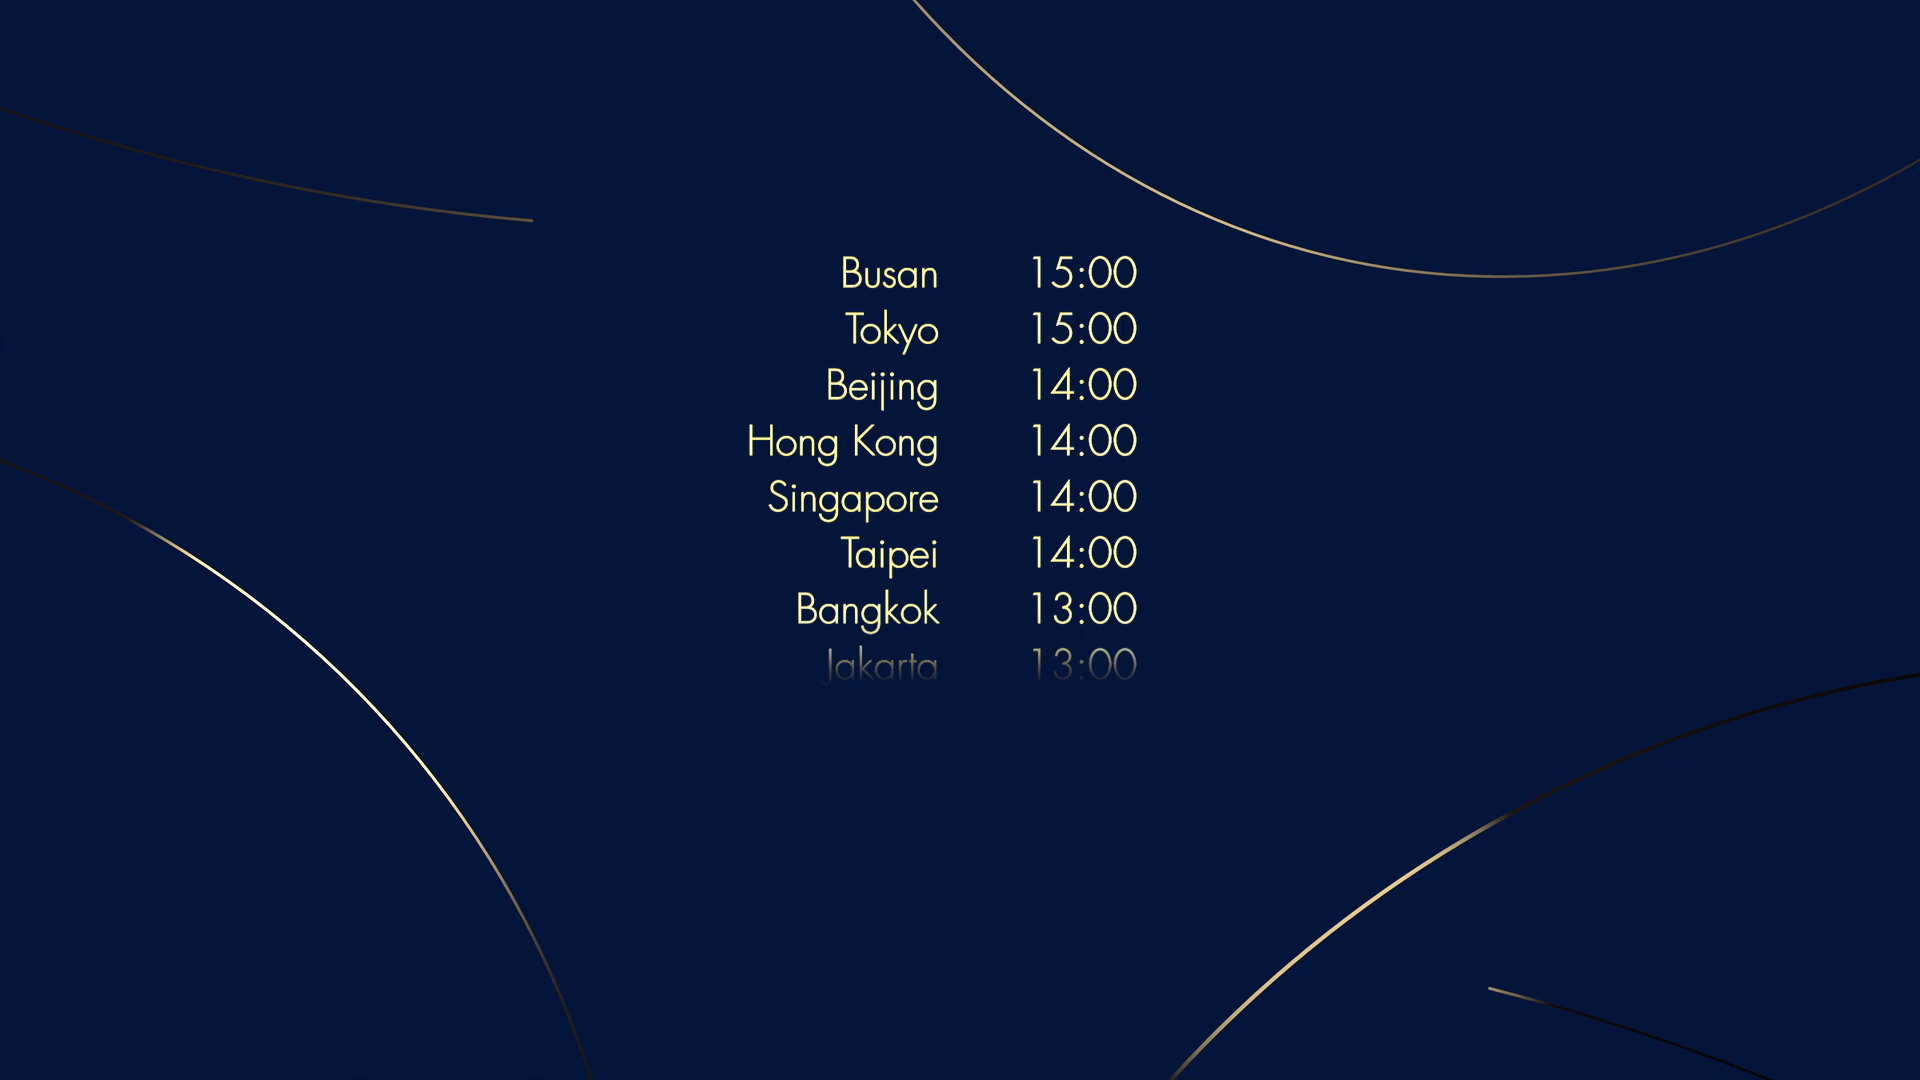 Busan 15:00
Tokyo 15:00
Beijing 14:00
Hong Kong 14:00
Singapore 14:00
Taipei 14:00
Bangkok 13:00
Jakarta 13:00